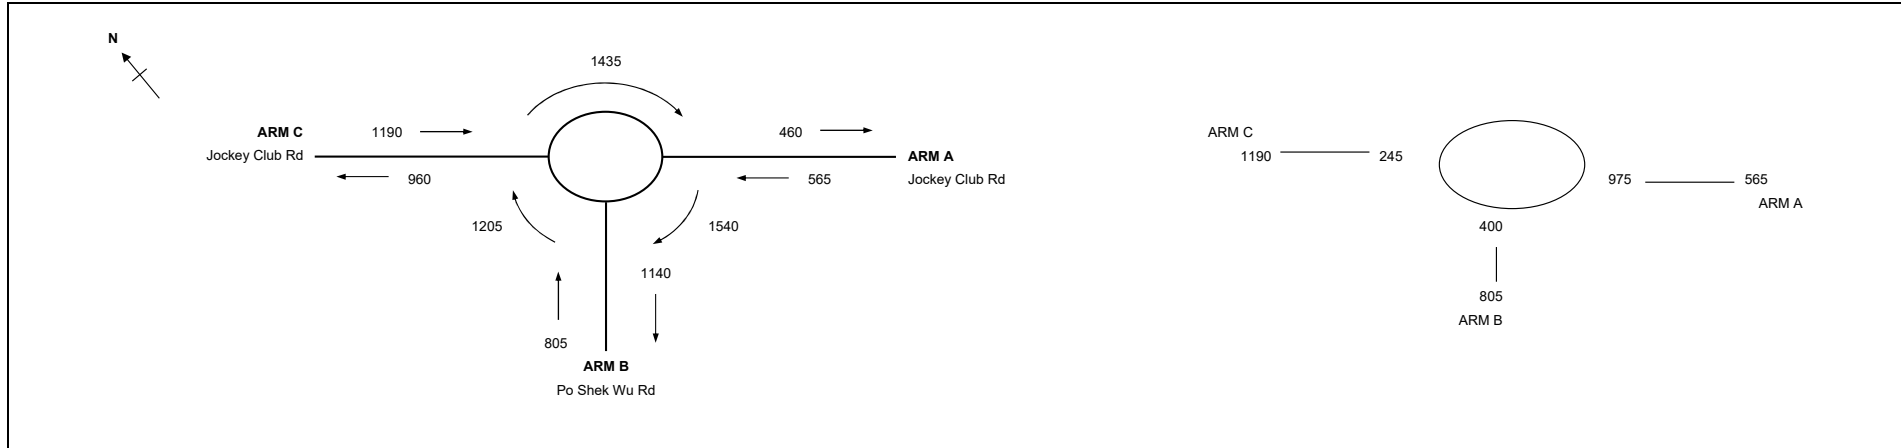 N
1435
ARM C
1190
460
Jockey Club Rd
ARM A
960
565
Jockey Club Rd
1205
1540
1140
805
ARM B
Po Shek Wu Rd
ARM C
1190
245
975
565
ARM A
400
805
ARM B